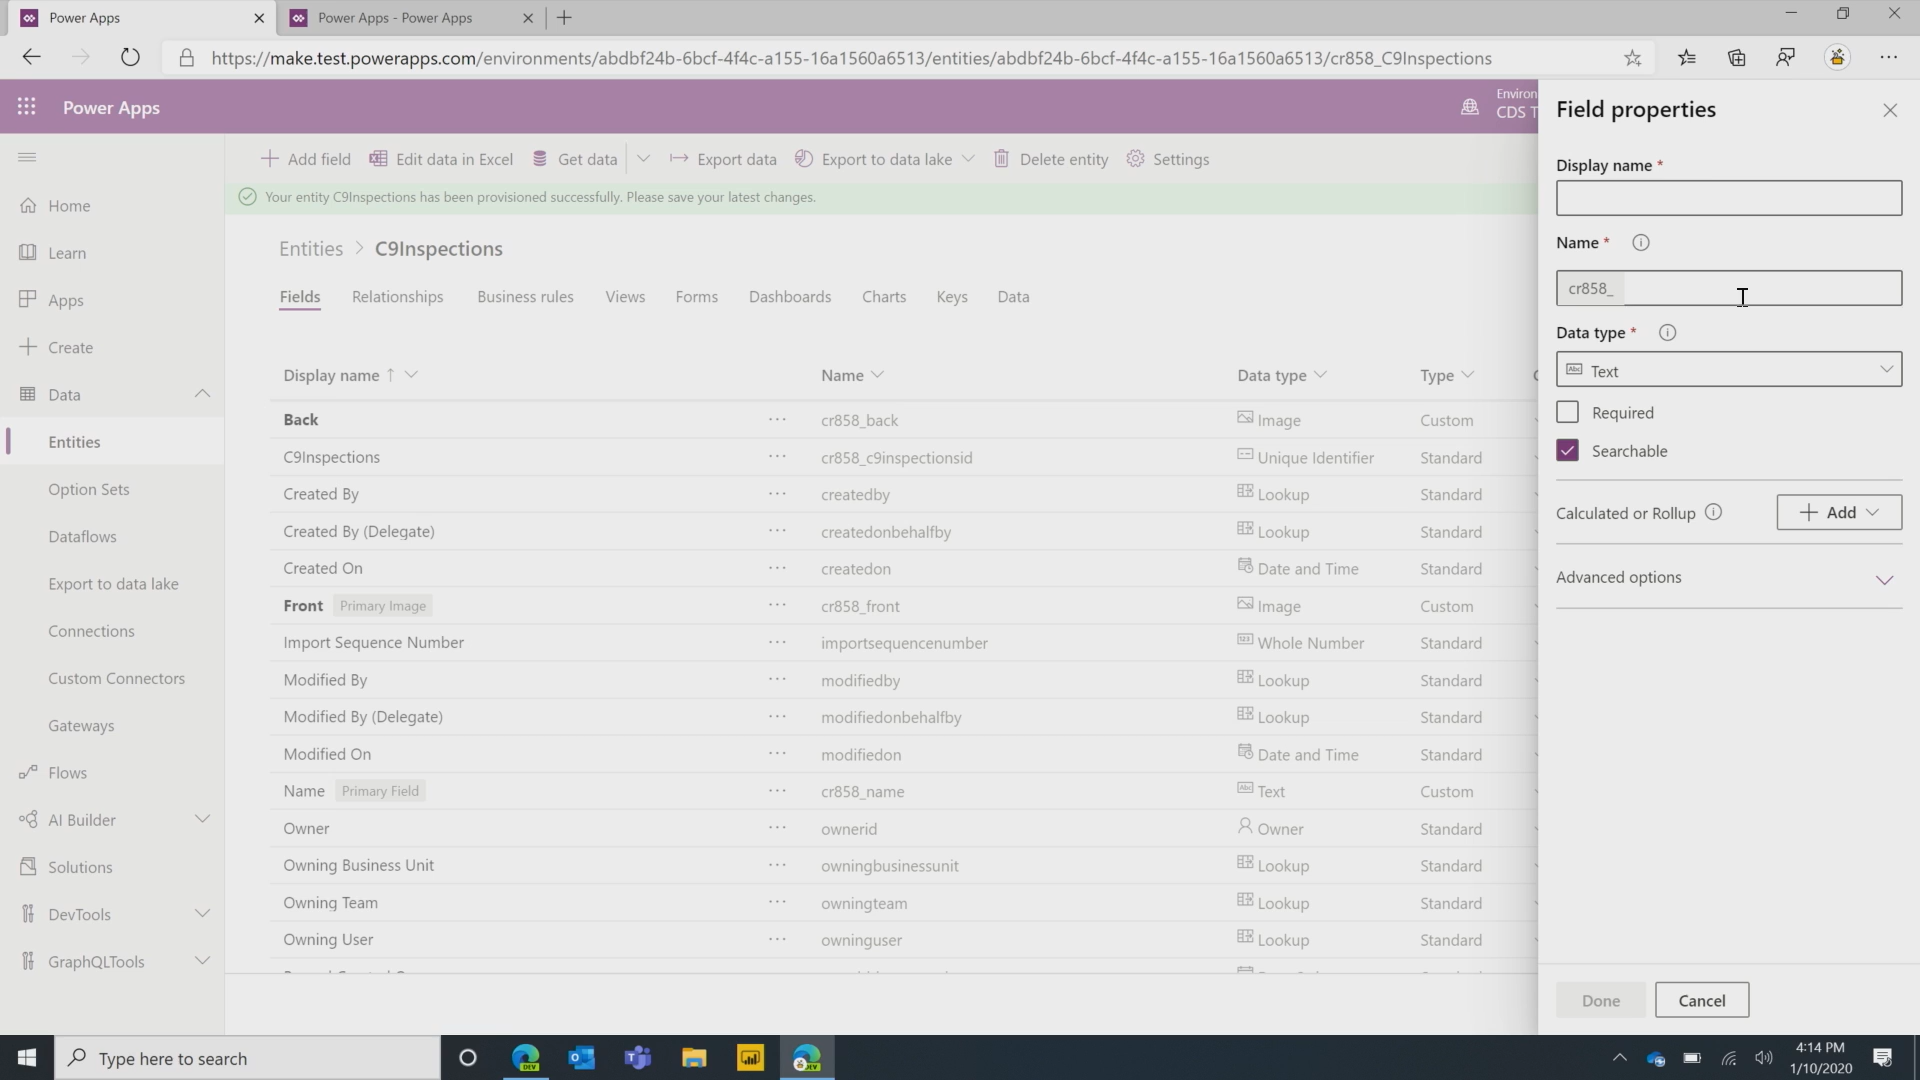 Power Apps
Power Apps - Power Apps
https://make.test.powerapps.com/environments/abdbf24b-6bcf-4f4c-a155-16a1560a6513/entities/abdbf24b-6bcf-4f4c-a155-16a1560a6513/cr858_C9Inspections
Power Apps
Environ
CDS T
Home
Learn
Apps
Create
Data
Entities
Option Sets
Dataflows
Export to data lake
Connections
Custom Connectors
Gateways
Flows
AI Builder
Solutions
DevTools
GraphQLTools
Add field
Edit data in Excel
Get data
Export data
Export to data lake
Delete entity
Settings
Your entity C9Inspections has been provisioned successfully. Please save your latest changes.
Entities > C9Inspections
Fields
Relationships
Business rules
Views
Forms
Dashboards
Charts
Keys
Data
Display name ↑ Name Data type Type
Back ··· cr858_back Image Custom
C9Inspections ··· cr858_c9inspectionsid Unique Identifier Standard
Created By ··· createdby Lookup Standard
Created By (Delegate) ··· createdonbehalfby Lookup Standard
Created On ··· createdon Date and Time Standard
Front Primary Image ··· cr858_front Image Custom
Import Sequence Number ··· importsequencenumber Whole Number Standard
Modified By ··· modifiedby Lookup Standard
Modified By (Delegate) ··· modifiedonbehalfby Lookup Standard
Modified On ··· modifiedon Date and Time Standard
Name Primary Field ··· cr858_name Abc Text Custom
Owner ··· ownerid Owner Standard
Owning Business Unit ··· owningbusinessunit Lookup Standard
Owning Team ··· owningteam Lookup Standard
Owning User ··· owninguser Lookup Standard
Field properties
Display name *
Name *
cr858_
Data type *
Abc Text
Required
Searchable
Calculated or Rollup
+ Add
Advanced options
Done
Cancel
Type here to search
DEV
DEV
4:14 PM
1/10/2020